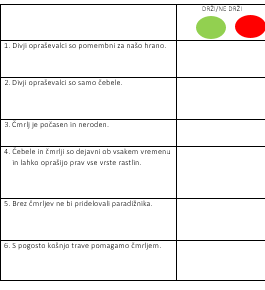 DRŽI/NE DRŽI
1. Divji opraševalci so pomembni za našo hrano.
2. Divji opraševalci so samo čebele.
3. Čmrlj je počasen in neroden.
4. Čebele in čmrlji so dejavni ob vsakem vremenu
in lahko oprašijo prav vse vrste rastlin.
5. Brez čmrljev ne bi pridelovali paradižnika.
6. S pogosto košnjo trave pomagamo čmrljem.